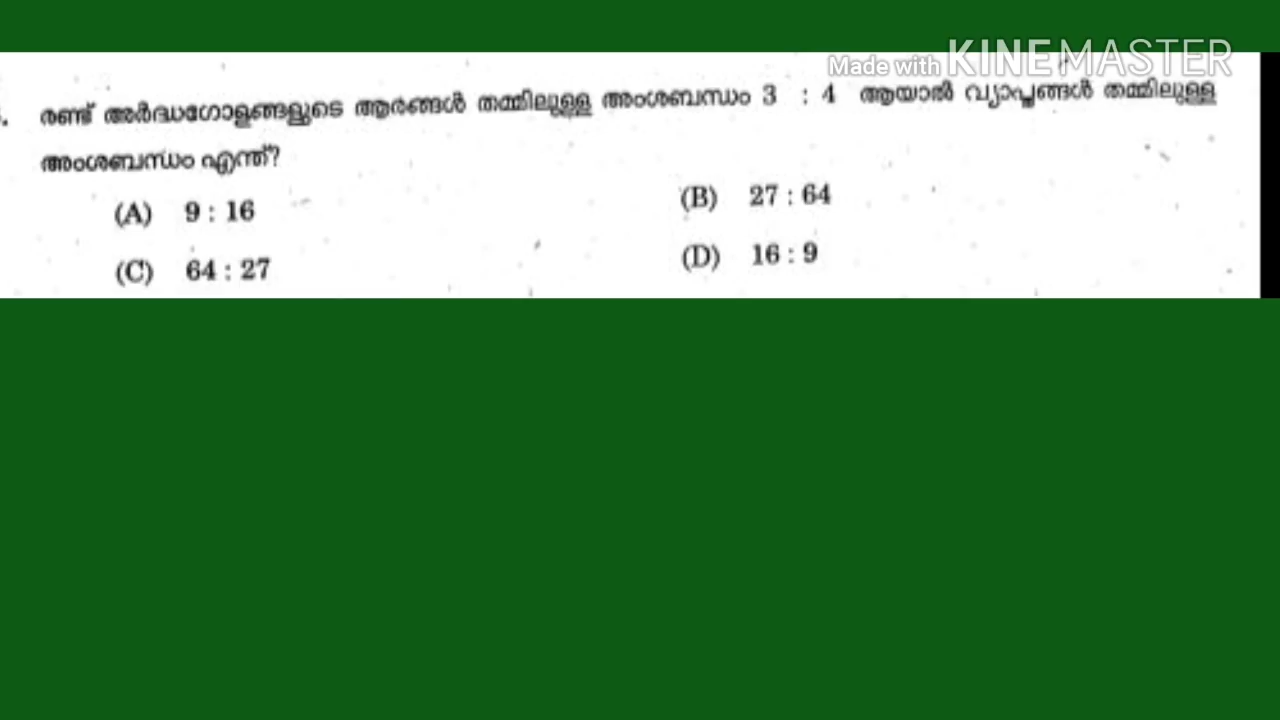 Made with KINEMASTER
. രണ്ട് അർദ്ധഗോളങ്ങളുടെ ആരങ്ങൾ തമ്മിലുള്ള അംശബന്ധം 3 : 4 ആയാൽ വ്യാപ്തങ്ങൾ തമ്മിലുള്ള
അംശബന്ധം എന്ത്?
(A) 9 : 16 (B) 27 : 64
(C) 64 : 27 (D) 16 : 9